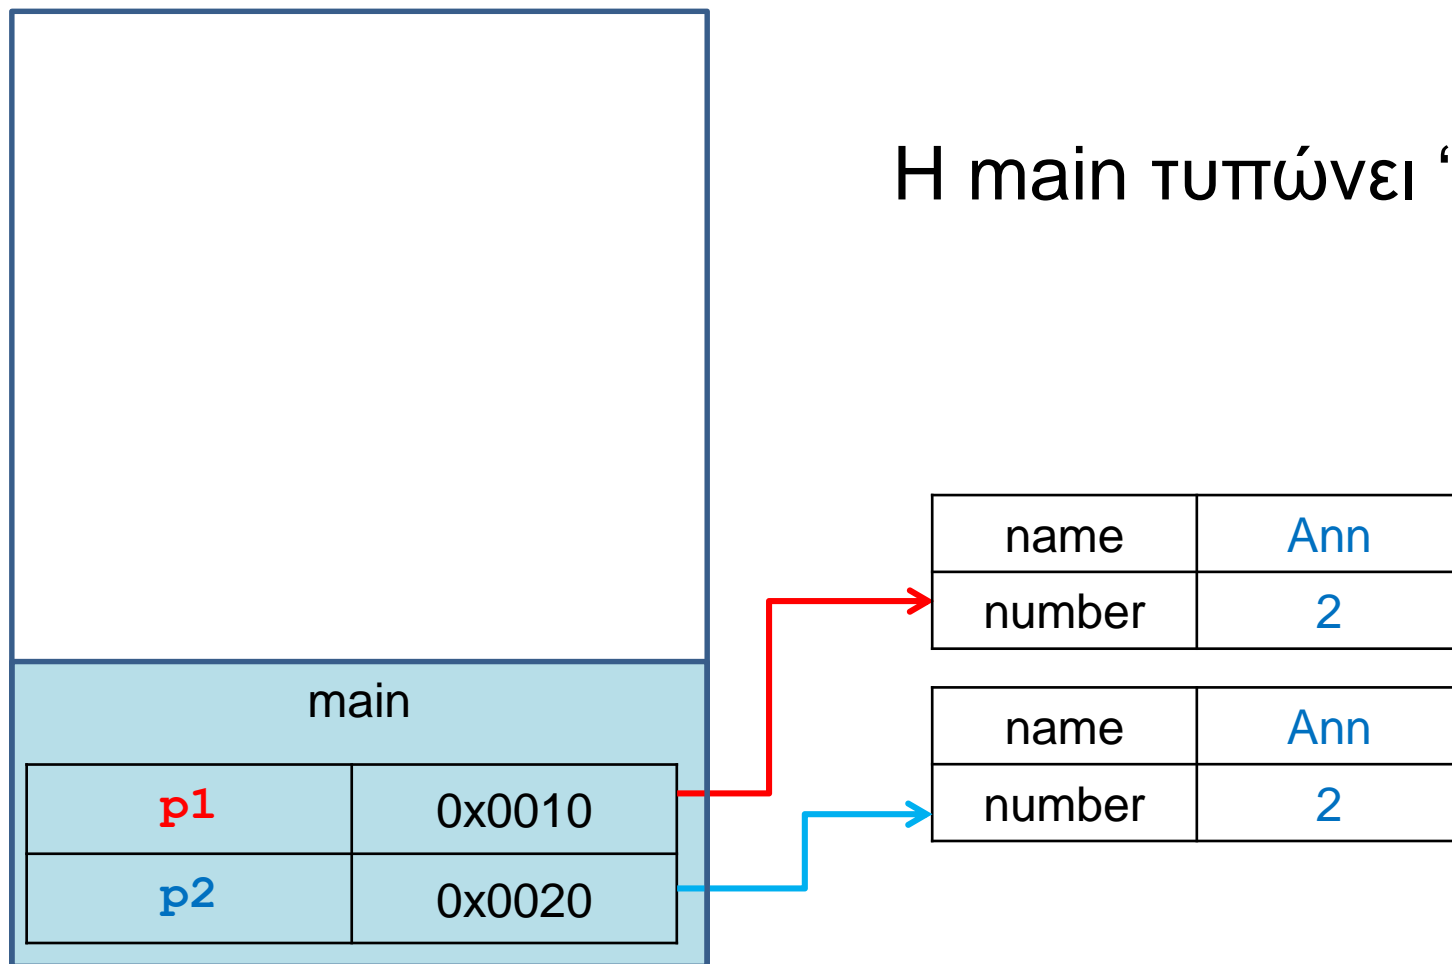 Η main τυπώνει ‘
name Ann
number 2
main
name Ann
p1 0x0010
number 2
p2 0x0020